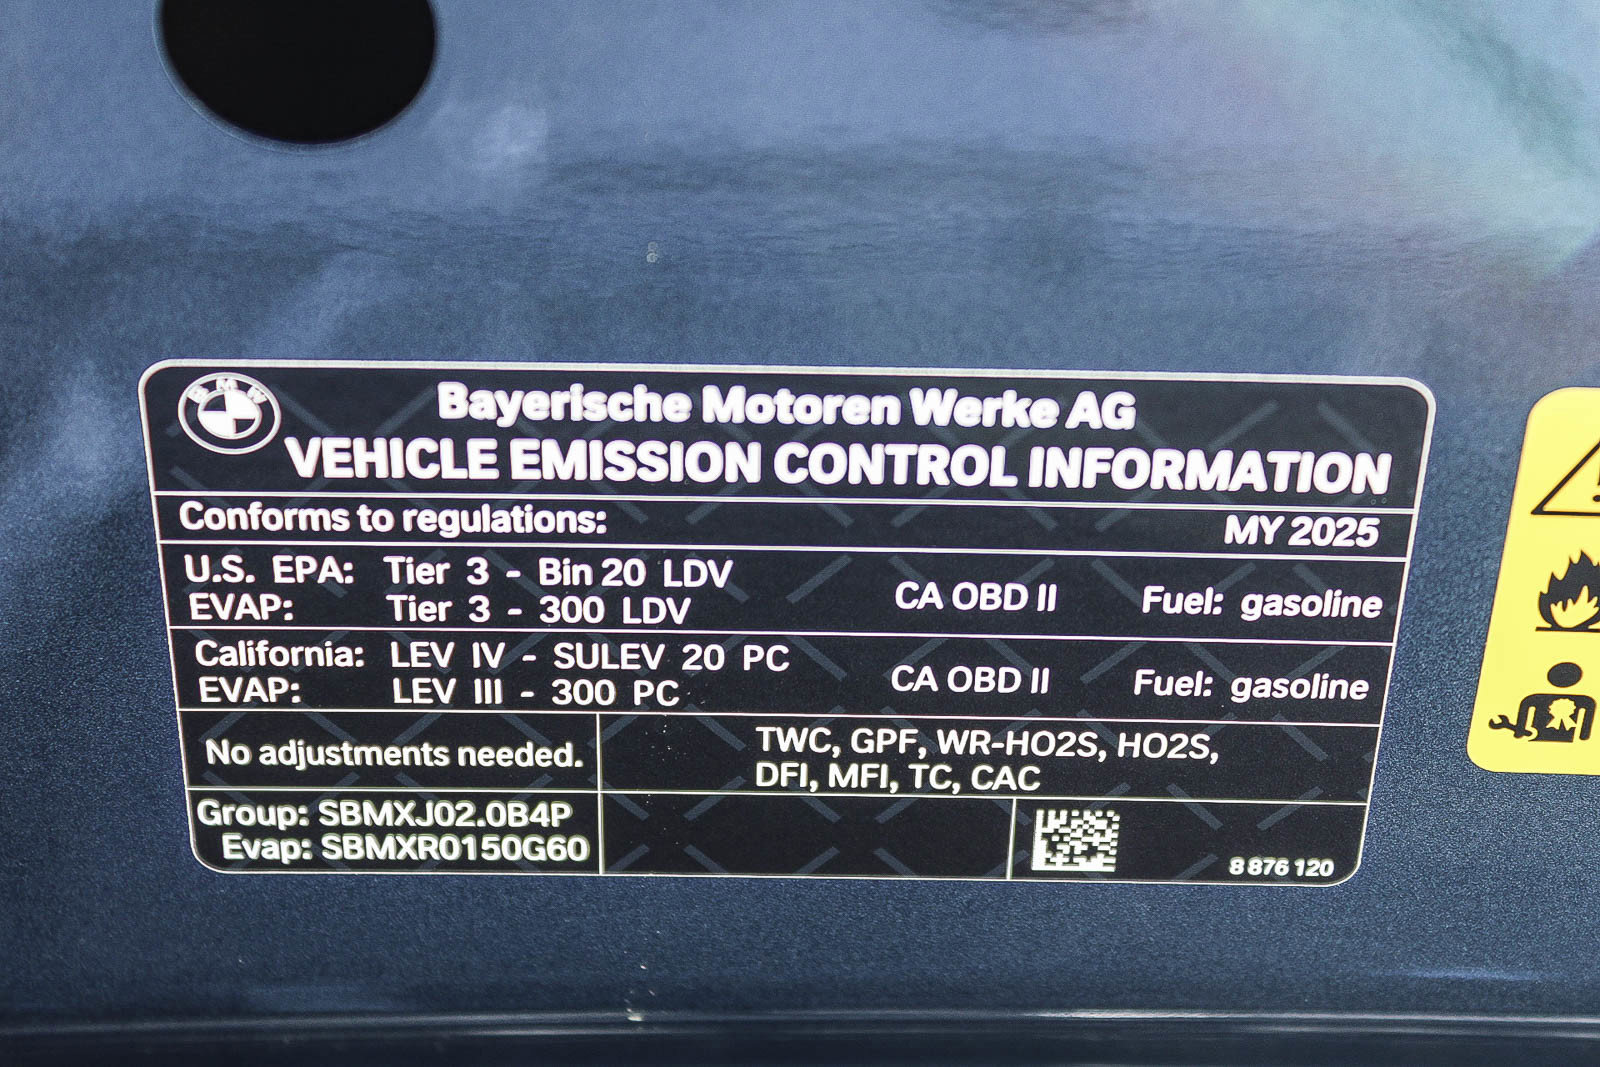 BMW
Bayerische Motoren Werke AG
VEHICLE EMISSION CONTROL INFORMATION
Conforms to regulations: MY 2025
U.S. EPA: Tier 3 - Bin 20 LDV CA OBD II Fuel: gasoline
EVAP: Tier 3 - 300 LDV
California: LEV IV - SULEV 20 PC CA OBD II Fuel: gasoline
EVAP: LEV III - 300 PC
No adjustments needed.
TWC, GPF, WR-HO2S, HO2S,
DFI, MFI, TC, CAC
Group: SBMXJ02.0B4P
Evap: SBMXR0150G60
8 876 120